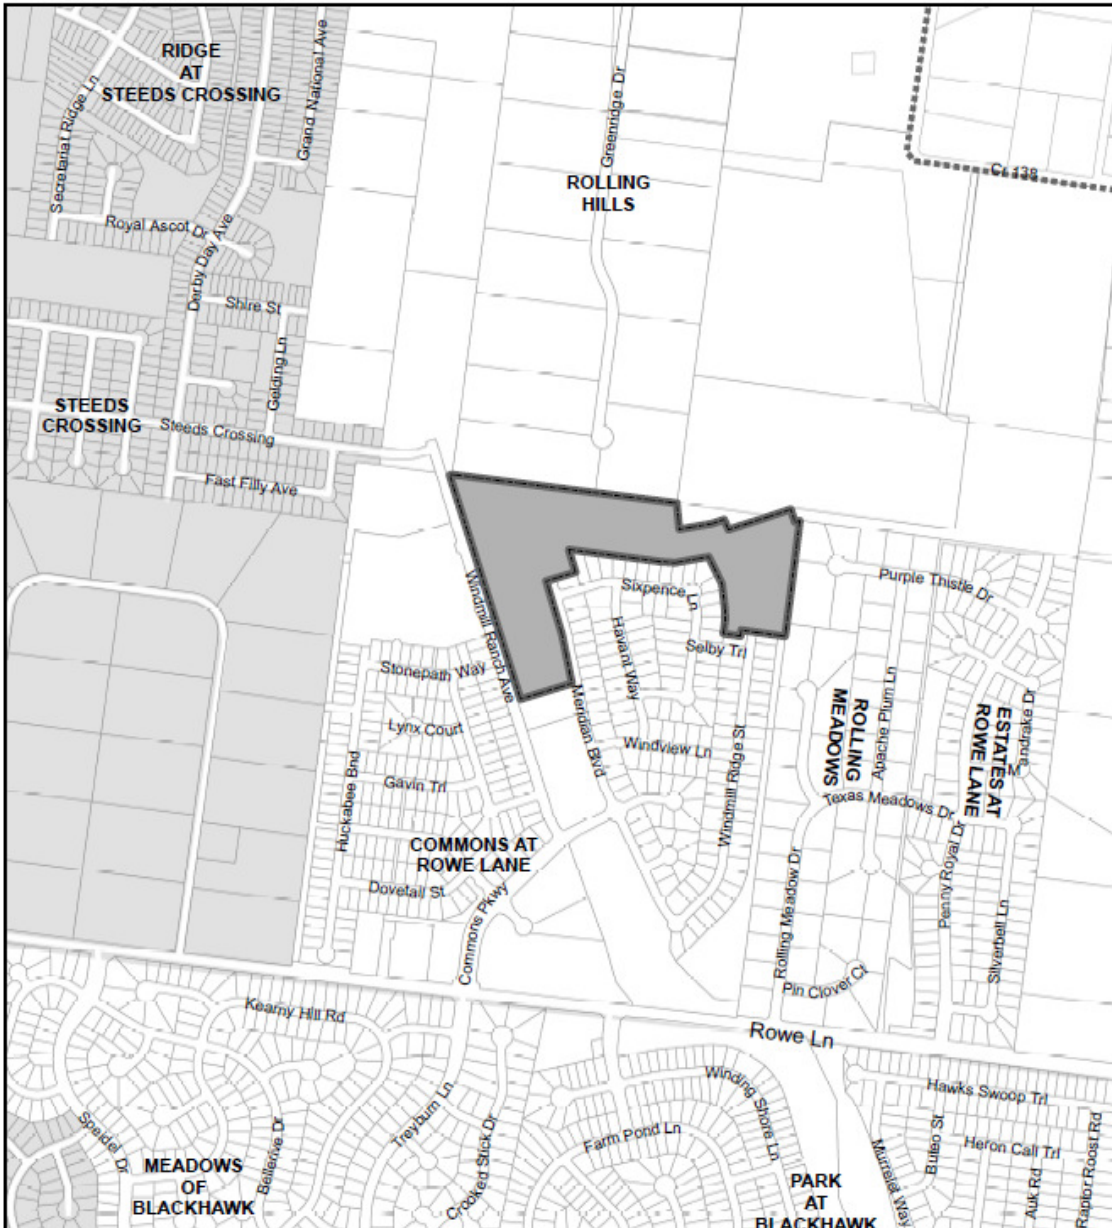 RIDGE
AT
STEEDS CROSSING
Secretariat Ridge Ln
Grand National Ave
Greenridge Dr
Cr 138
ROLLING
HILLS
Royal Ascot Dr
Derby Day Ave
Shire St
Gelding Ln
STEEDS
CROSSING
Steeds Crossing
Fast Filly Ave
Windmill Ranch Ave
Sixpence Ln
Purple Thistle Dr
Havant Way
Selby Trl
Stonepath Way
Meridian Blvd
Lynx Court
Windview Ln
Windmill Ridge St
ROLLING
MEADOWS
Apache Plum Ln
ESTATES AT
ROWE LANE
Mandrake Dr
Gavin Trl
Huckabee Bnd
Texas Meadows Dr
COMMONS AT
ROWE LANE
Dovetail St
Commons Pkwy
Rolling Meadow Dr
Penny Royal Dr
Silverbell Ln
Pin Clover Ct
Kearny Hill Rd
Rowe Ln
Winding Shore Ln
Hawks Swoop Trl
Speidel Dr
Bellerive Dr
Treyburn Ln
Crooked Stick Dr
Farm Pond Ln
Murrelet Way
Buteo St
Heron Call Trl
Auk Rd
Raptor Roost Rd
MEADOWS
OF
BLACKHAWK
PARK
AT
BLACKHAWK